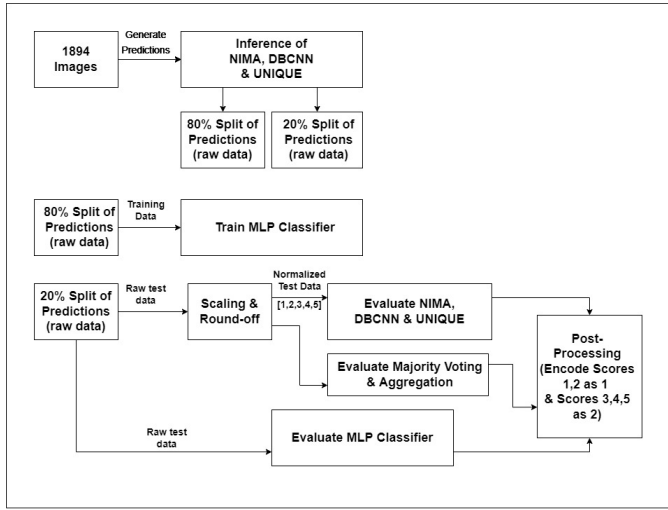 1894
Images
Generate
Predictions
Inference of
NIMA, DBCNN
& UNIQUE
80% Split of
Predictions
(raw data)
20% Split of
Predictions
(raw data)
80% Split of
Predictions
(raw data)
Training
Data
Train MLP Classifier
20% Split of
Predictions
(raw data)
Raw test
data
Scaling &
Round-off
Normalized
Test Data
[1,2,3,4,5]
Evaluate NIMA,
DBCNN & UNIQUE
Evaluate Majority Voting
& Aggregation
Post-
Processing
(Encode Scores
1,2 as 1
& Scores 3,4,5
as 2)
Raw test
data
Evaluate MLP Classifier